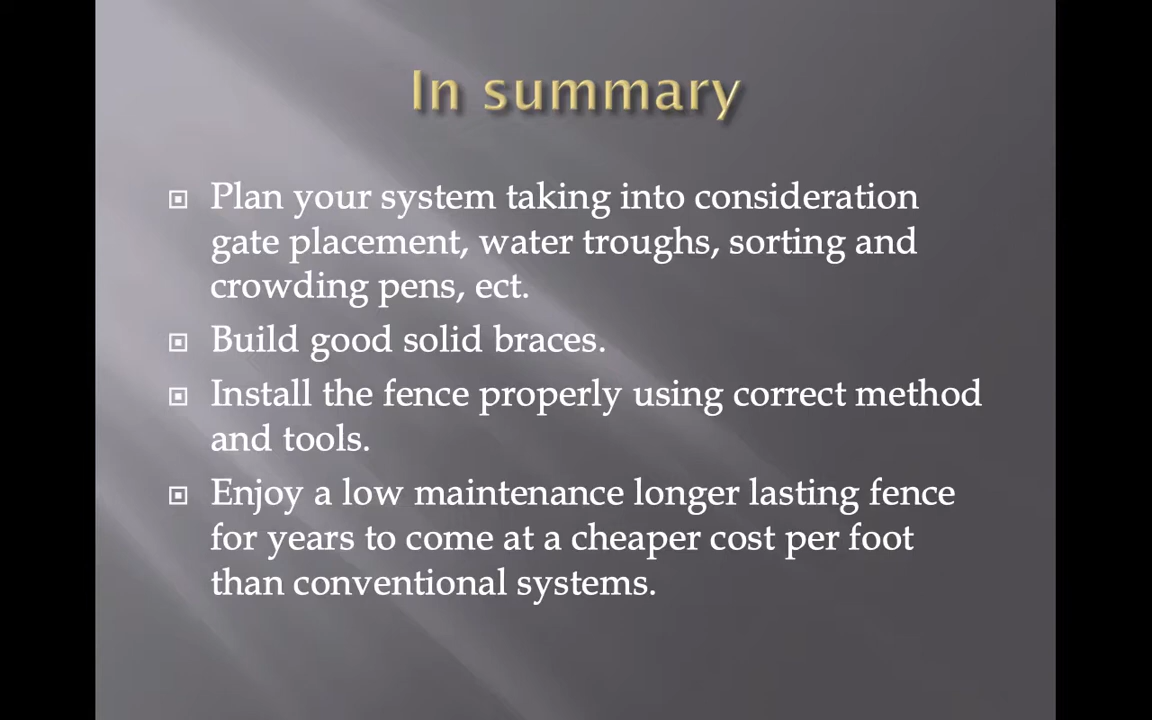 In summary
Plan your system taking into consideration
gate placement, water troughs, sorting and
crowding pens, ect.
Build good solid braces.
Install the fence properly using correct method
and tools.
Enjoy a low maintenance longer lasting fence
for years to come at a cheaper cost per foot
than conventional systems.